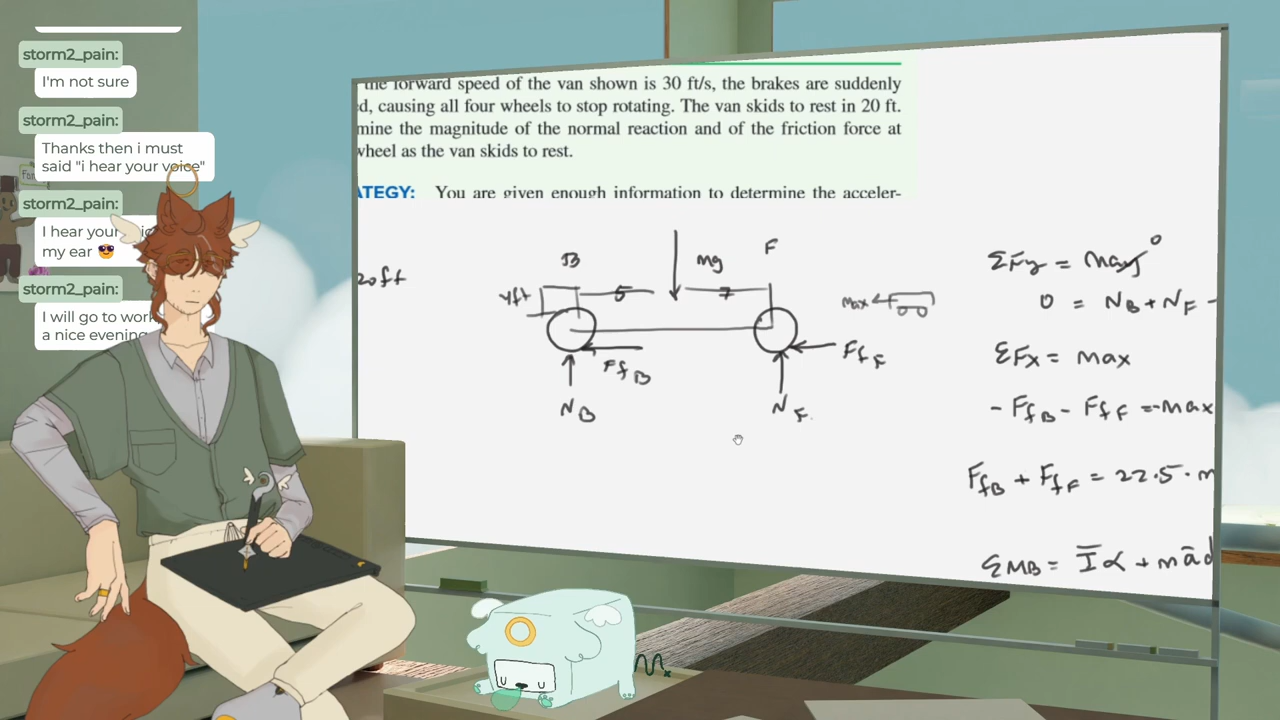 storm2_pain:
I'm not sure
storm2_pain:
Thanks then i must
said "i hear your voice"
storm2_pain:
I hear your
my ear 😎
storm2_pain:
I will go to work
a nice evening
the forward speed of the van shown is 30 ft/s, the brakes are suddenly
d, causing all four wheels to stop rotating. The van skids to rest in 20 ft.
mine the magnitude of the normal reaction and of the friction force at
wheel as the van skids to rest.
ATEGY: You are given enough information to determine the acceler-
20ft
B
mg
F
4ft
5
7
max
FfB
FfF
NB
NF
ΣFy = may 0
0 = NB + NF -
ΣFx = max
- FfB - FfF = -max
FfB + FfF = 22.5 · m
ΣMB = Īα + mād